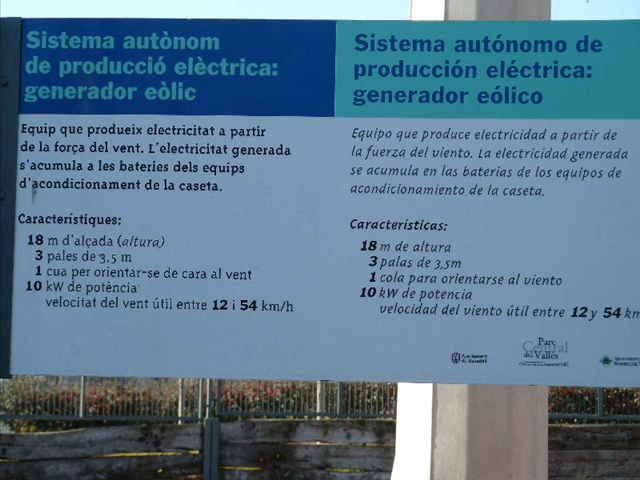 Sistema autònom
de producció elèctrica:
generador eòlic
Equip que produeix electricitat a partir
de la força del vent. L'electricitat generada
s'acumula a les bateries dels equips
d'acondicionament de la caseta.
Característiques:
18 m d'alçada (altura)
3 pales de 3,5 m
1 cua per orientar-se de cara al vent
10 kW de potència
velocitat del vent útil entre 12 i 54 km/h
Sistema autónomo de
producción eléctrica:
generador eólico
Equipo que produce electricidad a partir de
la fuerza del viento. La electricidad generada
se acumula en las baterias de los equipos de
acondicionamiento de la caseta.
Características:
18 m de altura
3 palas de 3,5m
1 cola para orientarse al viento
10 kW de potencia
velocidad del viento útil entre 12 y 54 km
Ajuntament
de Sabadell
Parc
Central
del Vallès